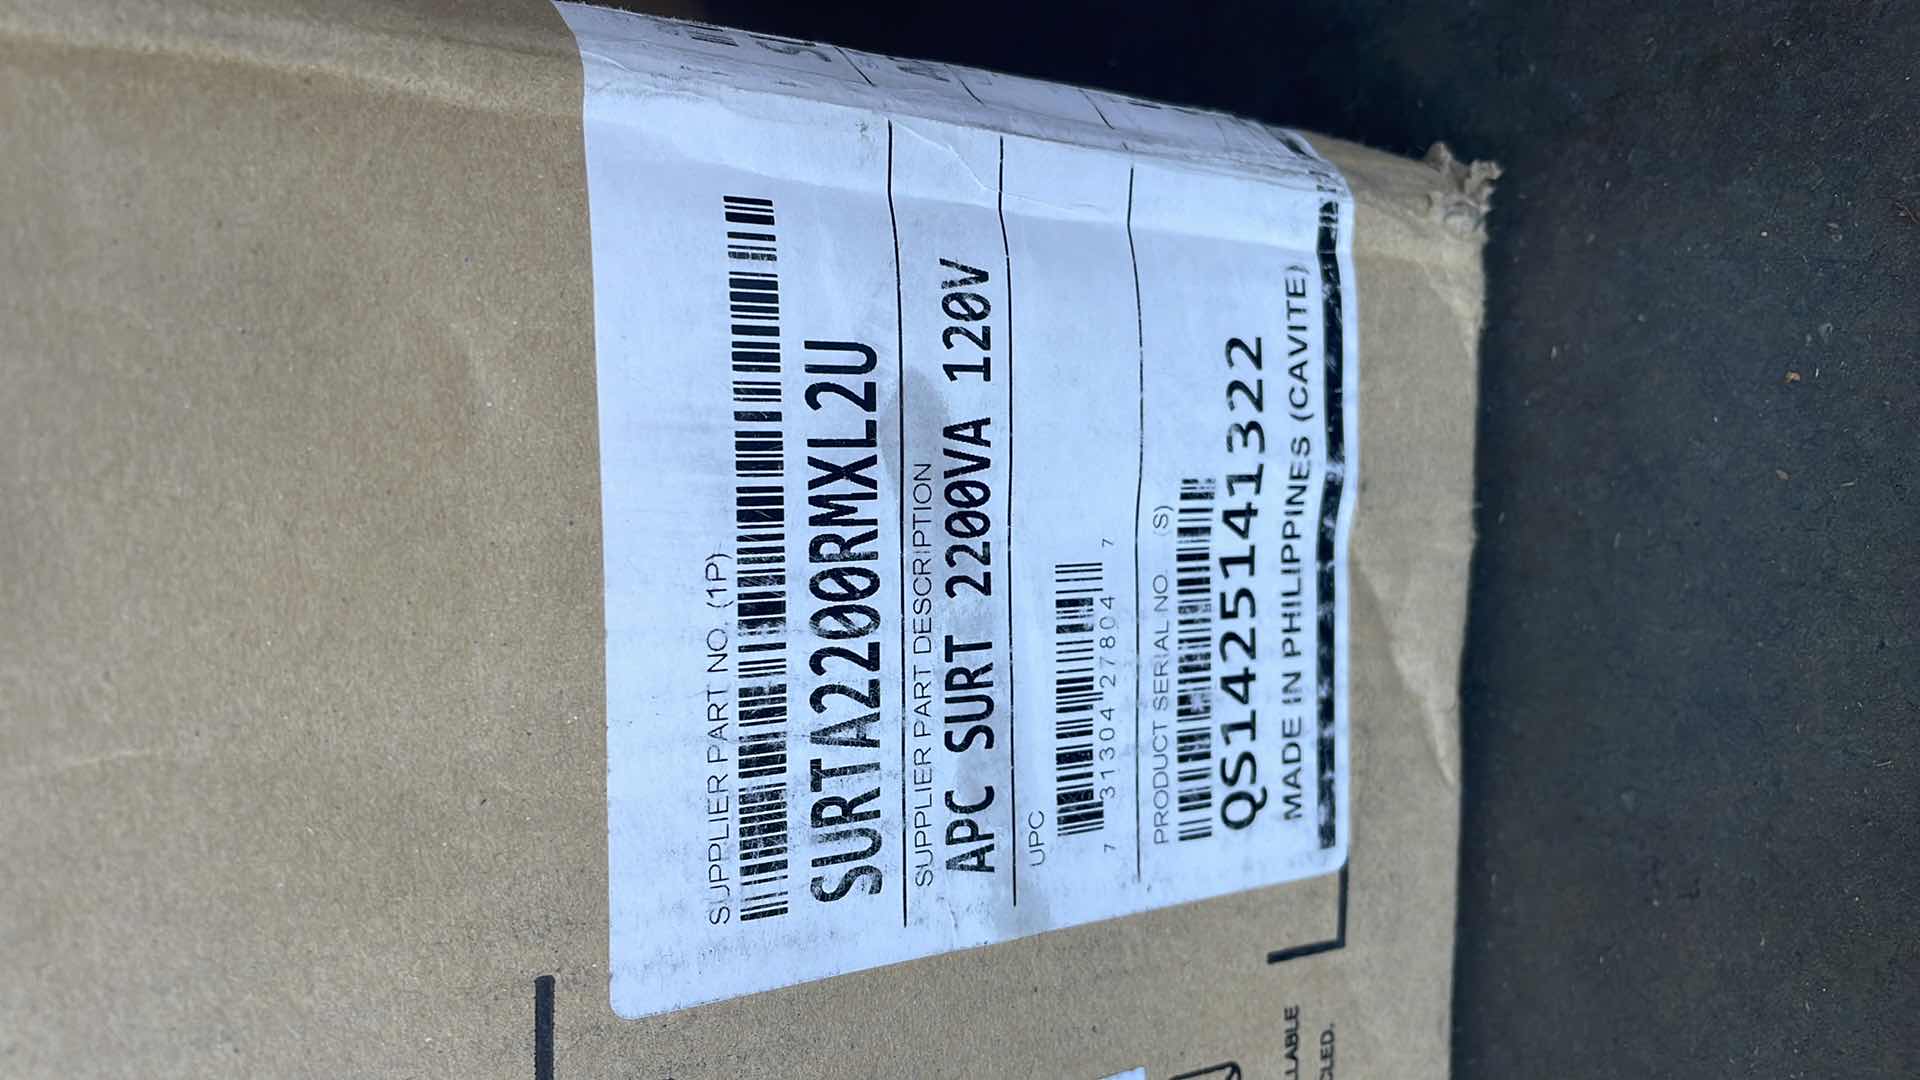 SUPPLIER PART NO. (1P)
SURTA2200RMXL2U
SUPPLIER PART DESCRIPTION
APC SURT 2200VA 120V
UPC
7 31304 27804 7
PRODUCT SERIAL NO. (S)
QS1425141322
MADE IN PHILIPPINES (CAVITE)